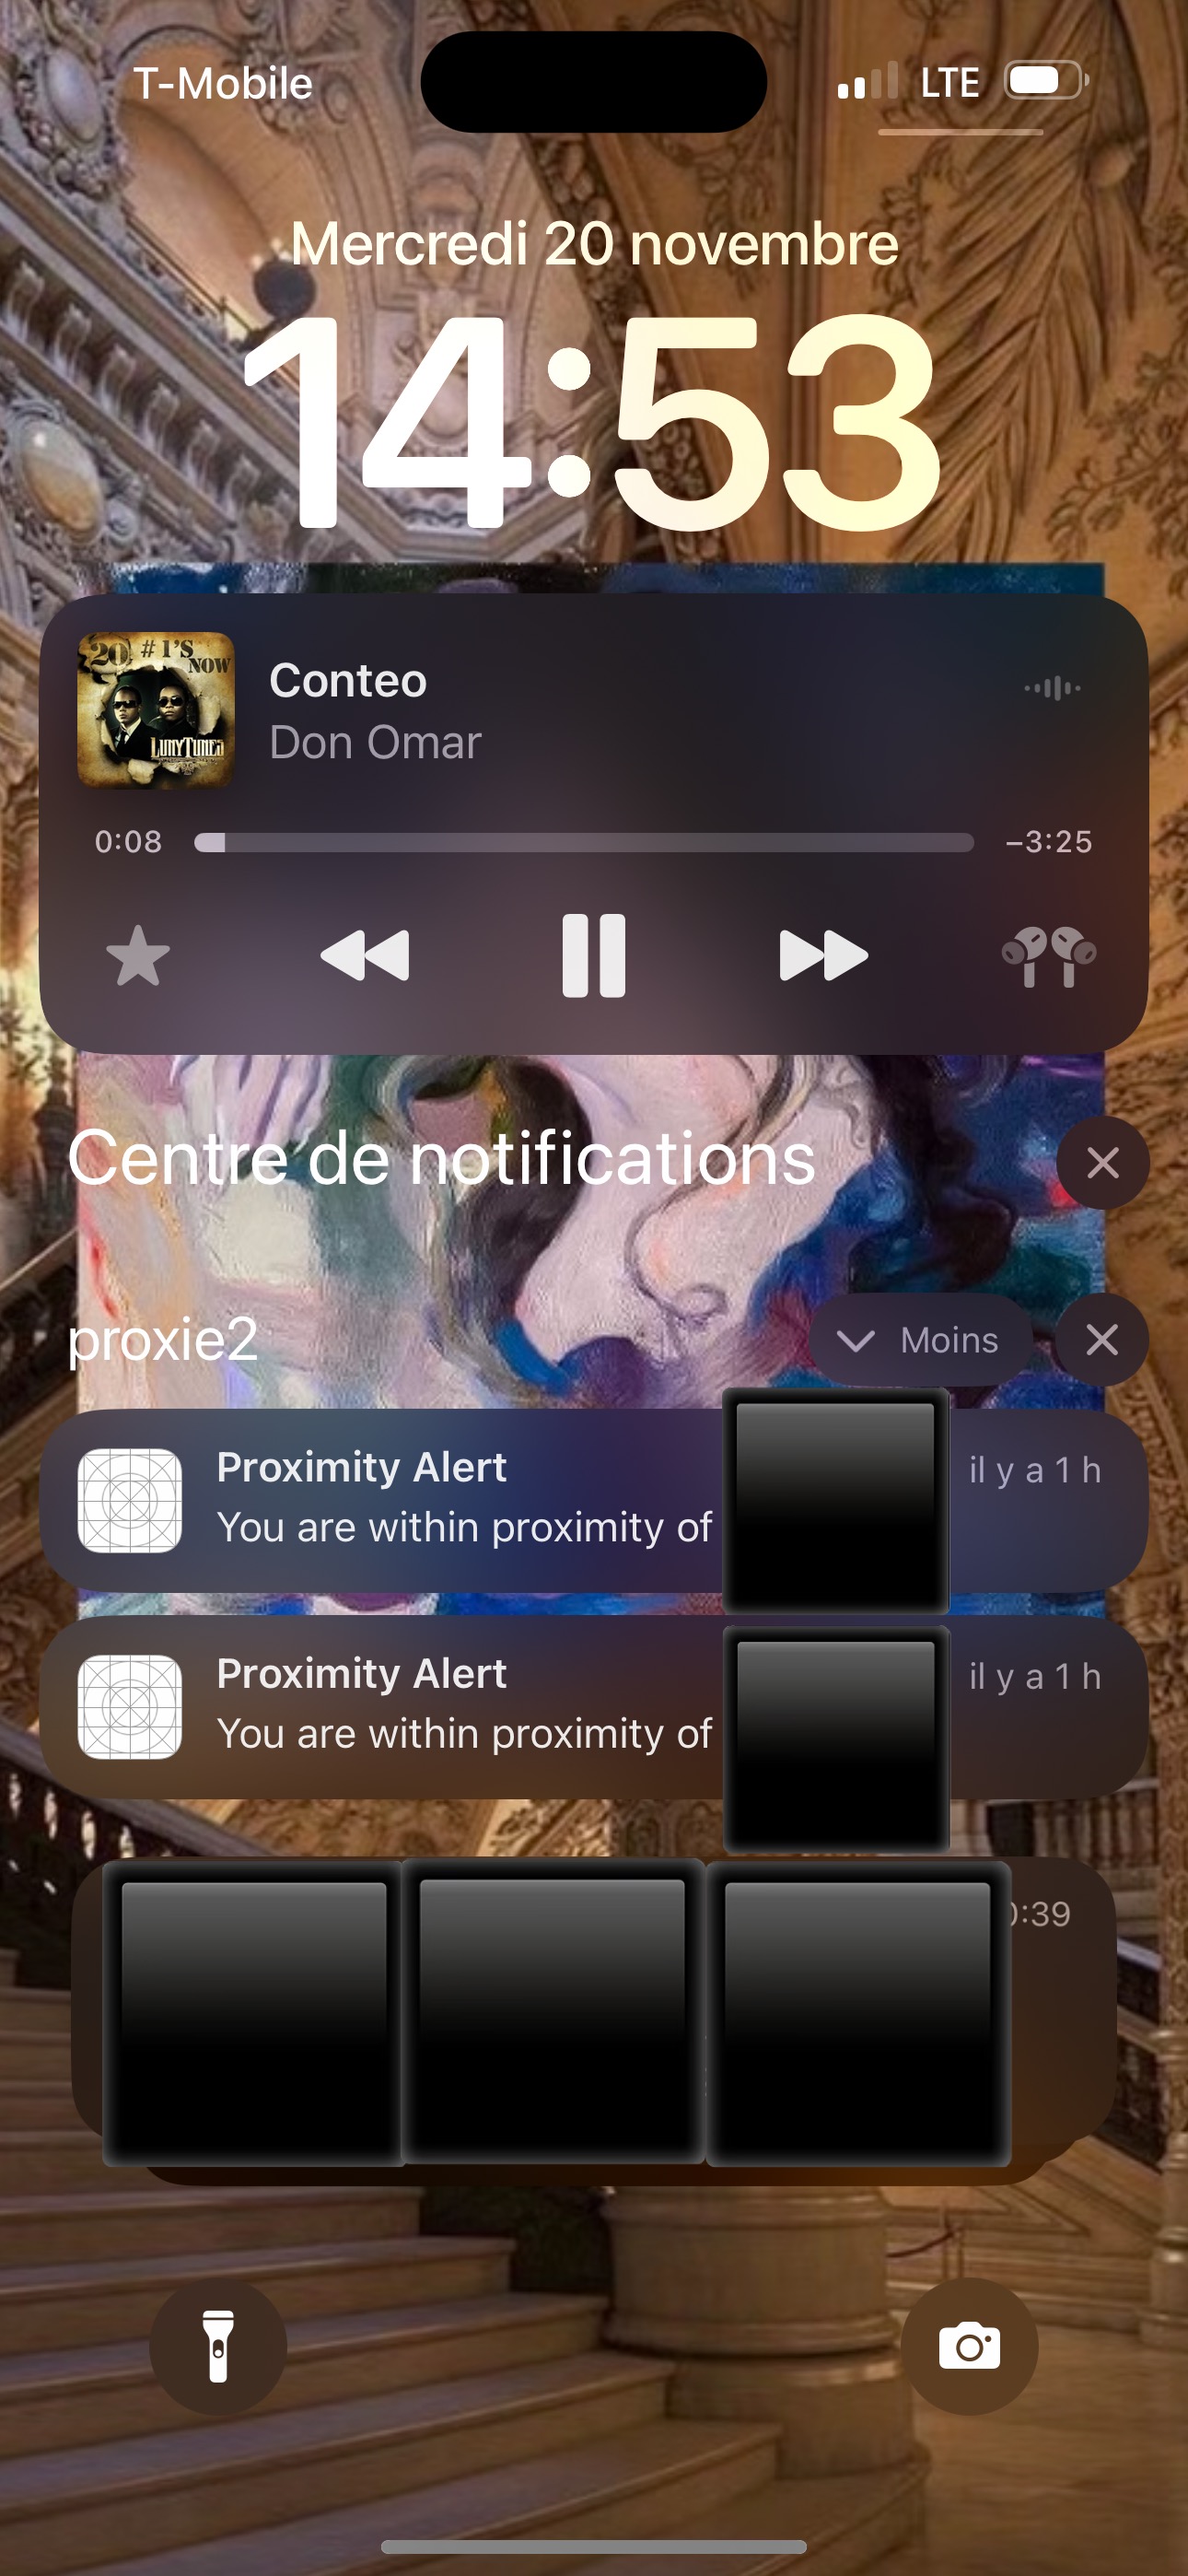 T-Mobile
LTE
Mercredi 20 novembre
14:53
20 #1'S
NOW
LUNYTUNES
Conteo
Don Omar
0:08
−3:25
Centre de notifications
proxie2
Moins
Proximity Alert
il y a 1 h
You are within proximity of
Proximity Alert
il y a 1 h
You are within proximity of
:39